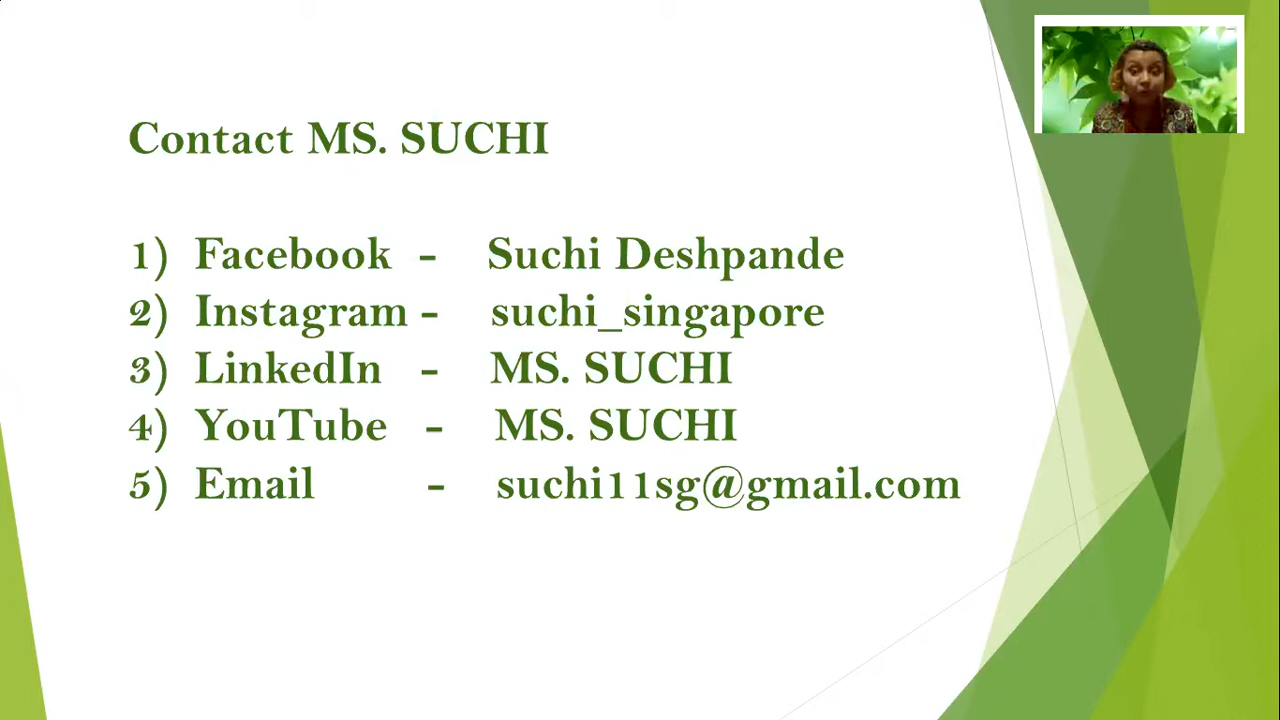 Contact MS. SUCHI
1) Facebook - Suchi Deshpande
2) Instagram - suchi_singapore
3) LinkedIn - MS. SUCHI
4) YouTube - MS. SUCHI
5) Email - suchi11sg@gmail.com